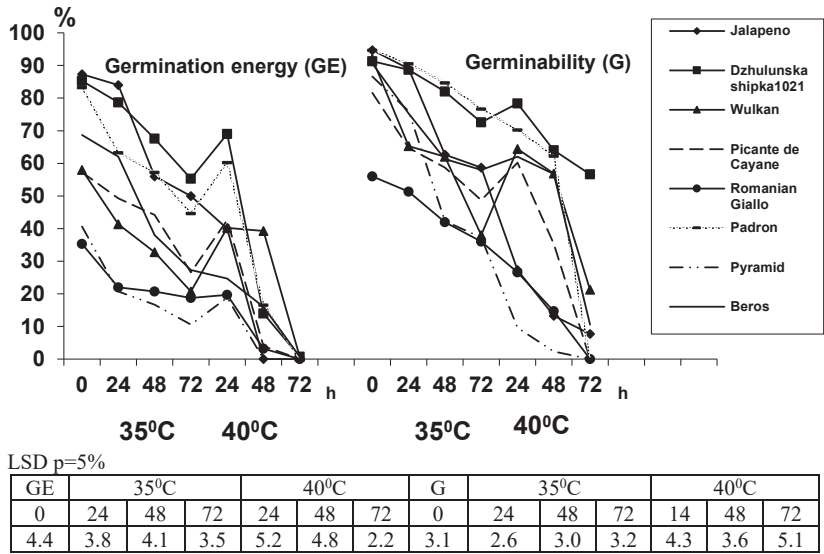 %
100
90
80
70
60
50
40
30
20
10
0
Germination energy (GE)
Germinability (G)
0 24 48 72 24 48 72 h
0 24 48 72 24 48 72 h
35⁰C 40⁰C
35⁰C 40⁰C
Jalapeno
Dzhulunska
shipka1021
Wulkan
Picante de
Cayane
Romanian
Giallo
Padron
Pyramid
Beros
LSD p=5%
GE 35⁰C 40⁰C G 35⁰C 40⁰C
0 24 48 72 24 48 72 0 24 48 72 14 48 72
4.4 3.8 4.1 3.5 5.2 4.8 2.2 3.1 2.6 3.0 3.2 4.3 3.6 5.1